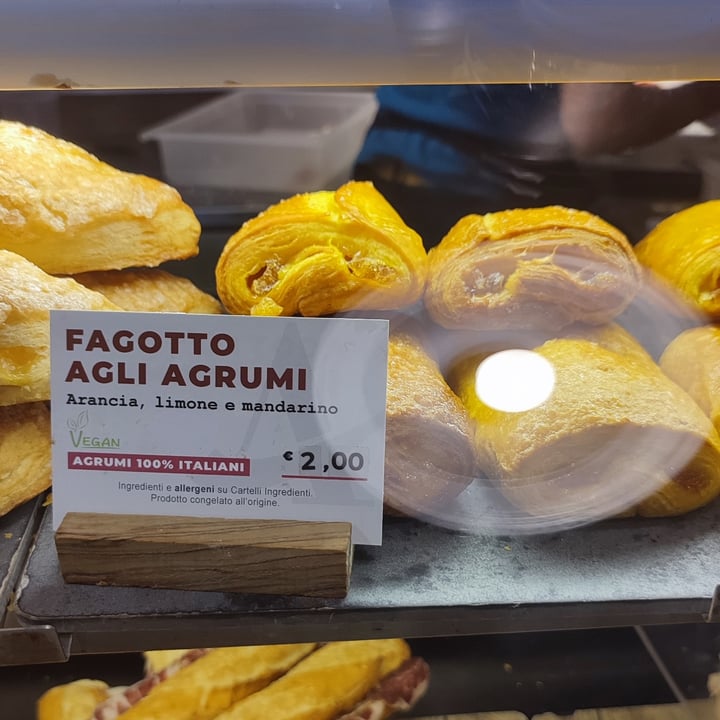 FAGOTTO
AGLI AGRUMI
Arancia, limone e mandarino
VEGAN
AGRUMI 100% ITALIANI
€ 2,00
Ingredienti e allergeni su Cartelli Ingredienti.
Prodotto congelato all'origine.